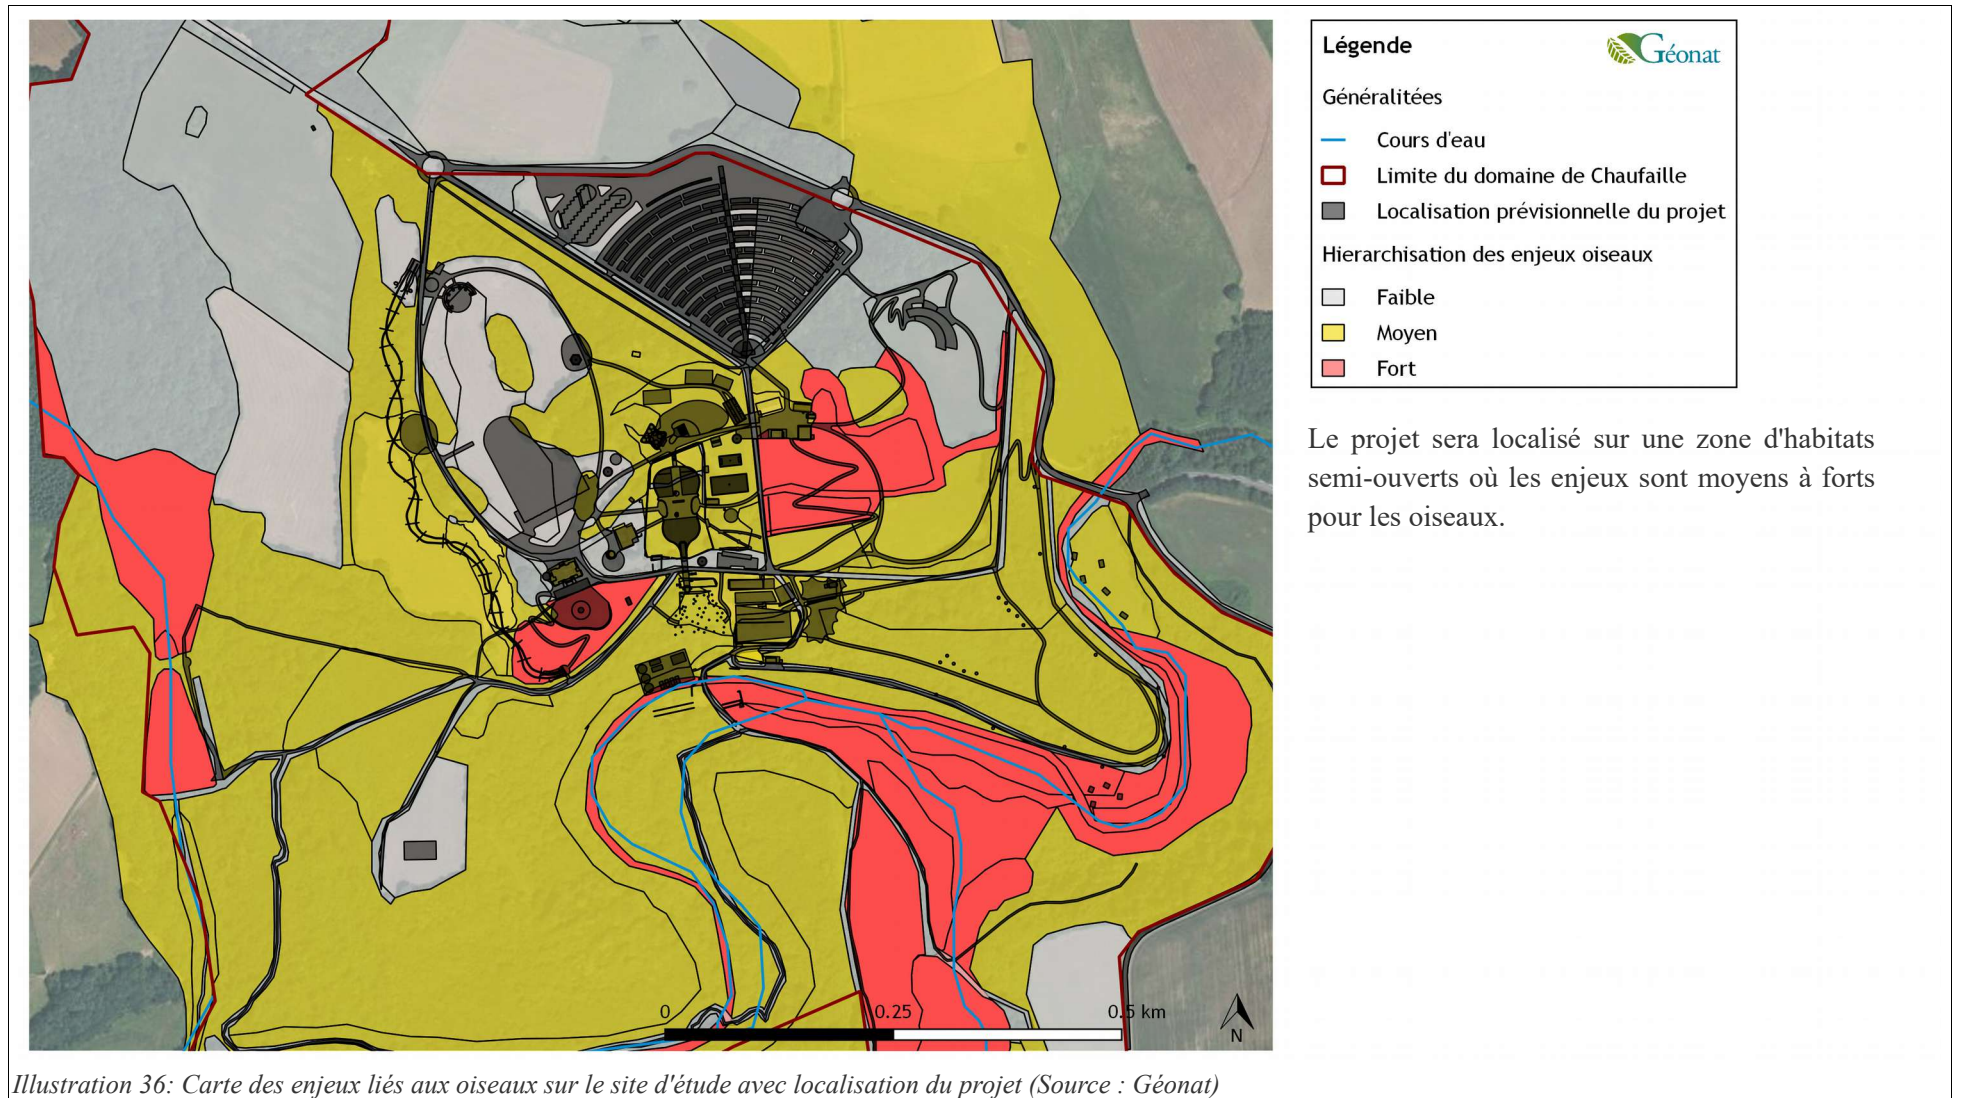 Légende
Géonat
Généralitées
Cours d'eau
Limite du domaine de Chaufaille
Localisation prévisionnelle du projet
Hierarchisation des enjeux oiseaux
Faible
Moyen
Fort
Le projet sera localisé sur une zone d'habitats
semi-ouverts où les enjeux sont moyens à forts
pour les oiseaux.
0 0.25 0.5 km
N
Illustration 36: Carte des enjeux liés aux oiseaux sur le site d'étude avec localisation du projet (Source : Géonat)